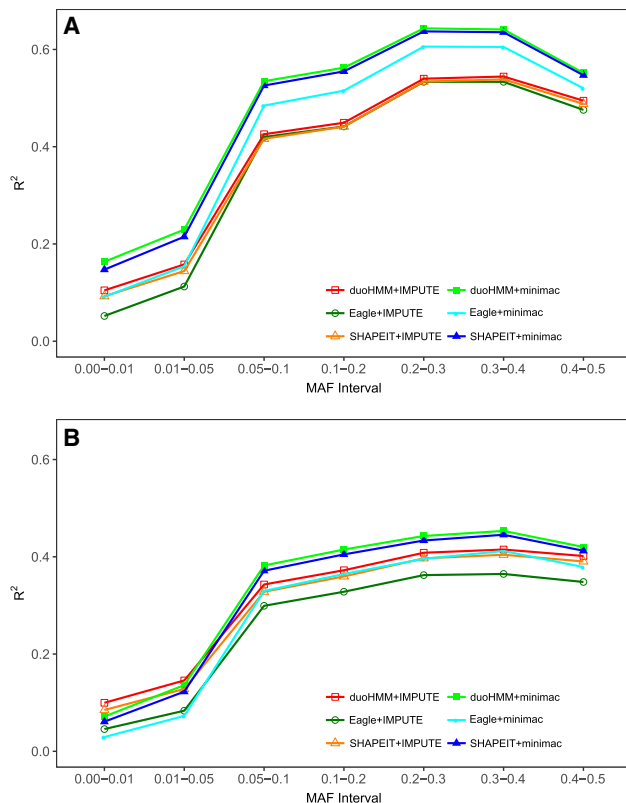 A
0.6
0.4
R²
0.2
0.0
duoHMM+IMPUTE duoHMM+minimac
Eagle+IMPUTE Eagle+minimac
SHAPEIT+IMPUTE SHAPEIT+minimac
0.00−0.01 0.01−0.05 0.05−0.1 0.1−0.2 0.2−0.3 0.3−0.4 0.4−0.5
MAF Interval
B
0.6
0.4
R²
0.2
0.0
duoHMM+IMPUTE duoHMM+minimac
Eagle+IMPUTE Eagle+minimac
SHAPEIT+IMPUTE SHAPEIT+minimac
0.00−0.01 0.01−0.05 0.05−0.1 0.1−0.2 0.2−0.3 0.3−0.4 0.4−0.5
MAF Interval